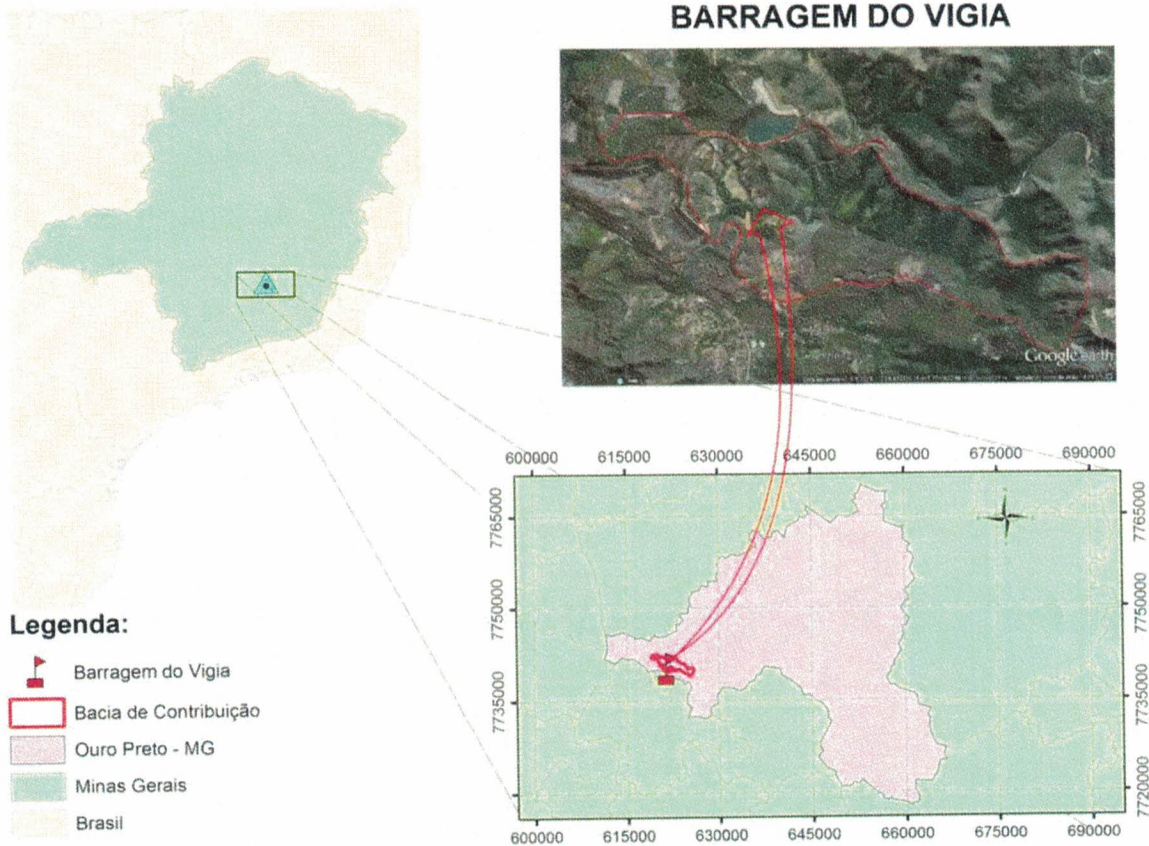 BARRAGEM DO VIGIA
Google earth
600000 615000 630000 645000 660000 675000 690000
7765000
7750000
7735000
7765000
7750000
7735000
7720000
600000 615000 630000 645000 660000 675000 690000
Legenda:
Barragem do Vigia
Bacia de Contribuição
Ouro Preto - MG
Minas Gerais
Brasil